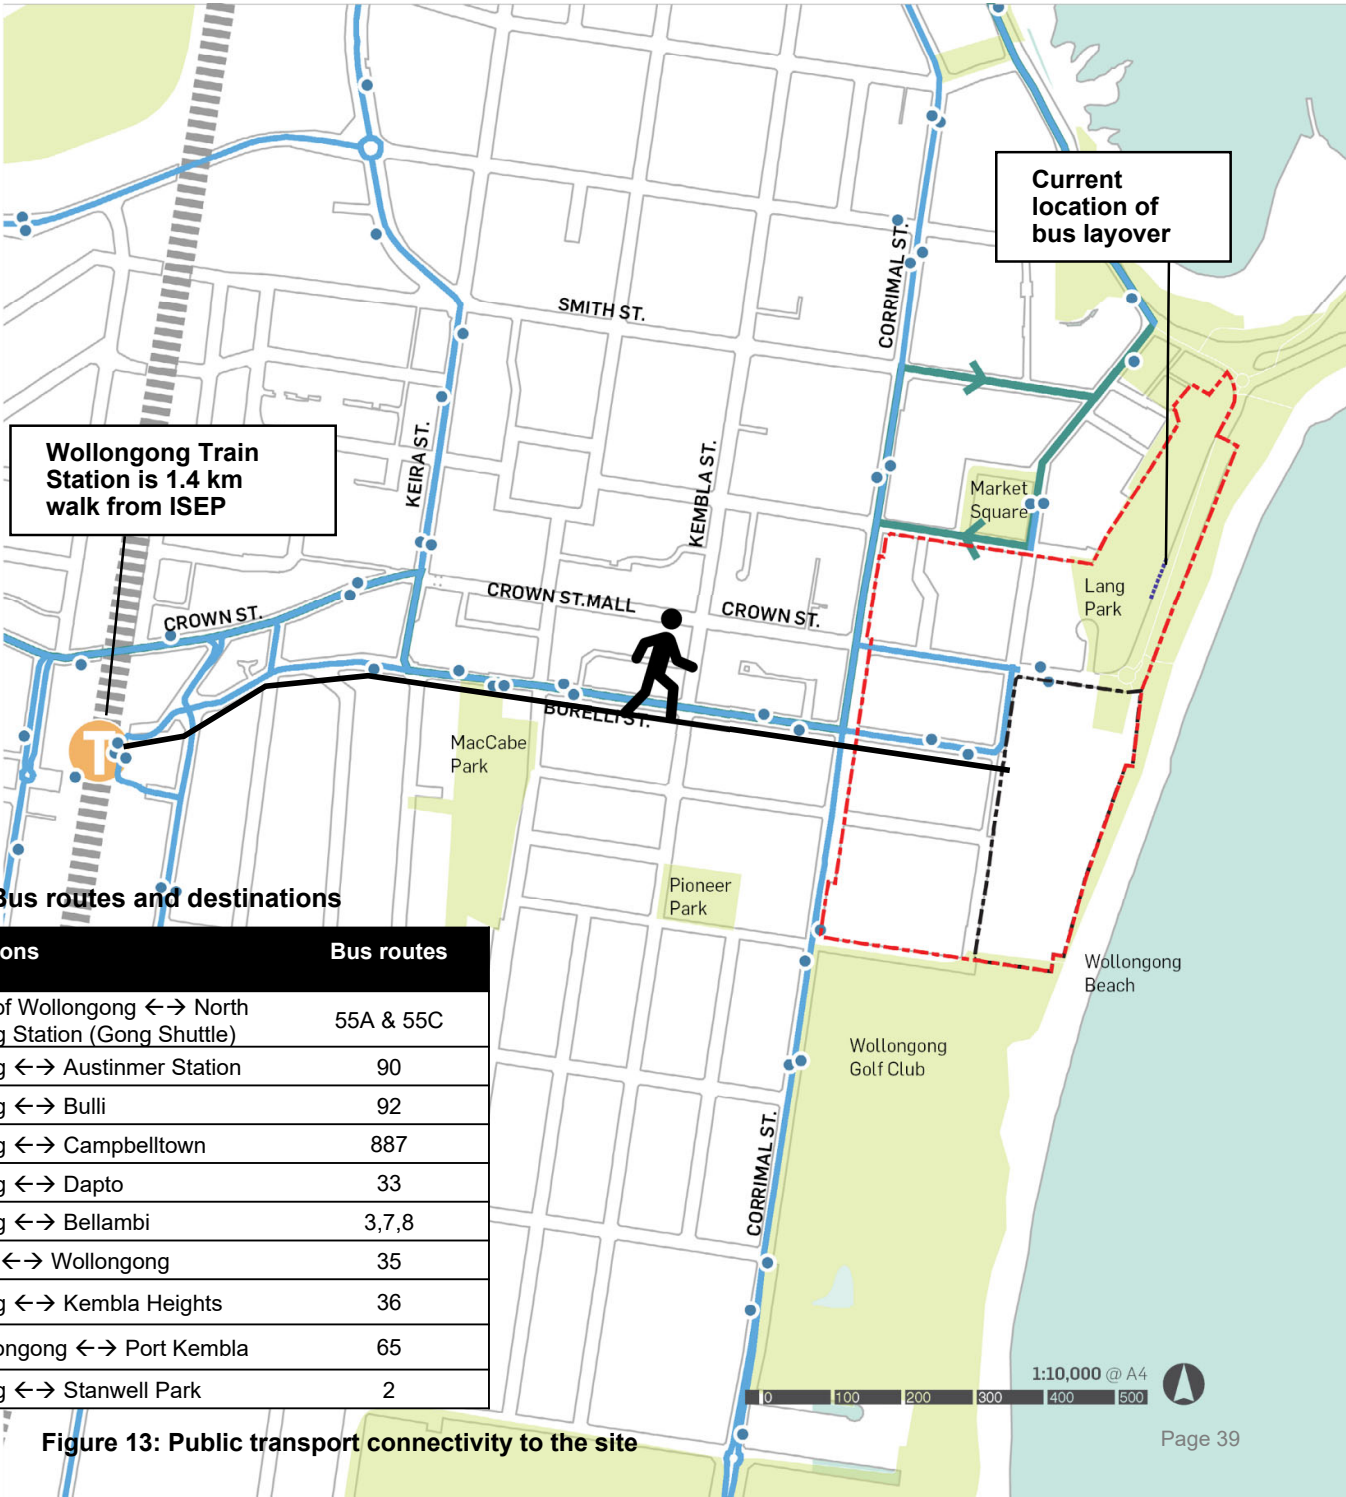 Current
location of
bus layover
CORRIMAL ST.
SMITH ST.
Wollongong Train
Station is 1.4 km
walk from ISEP
KEIRA ST.
KEMBLA ST.
Market
Square
Lang
Park
CROWN ST.MALL
CROWN ST.
CROWN ST.
BURELLI ST.
T
MacCabe
Park
Pioneer
Park
Bus routes and destinations
ons Bus routes
of Wollongong ←→ North
g Station (Gong Shuttle) 55A & 55C
g ←→ Austinmer Station 90
g ←→ Bulli 92
g ←→ Campbelltown 887
g ←→ Dapto 33
g ←→ Bellambi 3,7,8
←→ Wollongong 35
g ←→ Kembla Heights 36
ongong ←→ Port Kembla 65
g ←→ Stanwell Park 2
Wollongong
Beach
Wollongong
Golf Club
CORRIMAL ST.
1:10,000 @ A4
0 100 200 300 400 500
Figure 13: Public transport connectivity to the site
Page 39